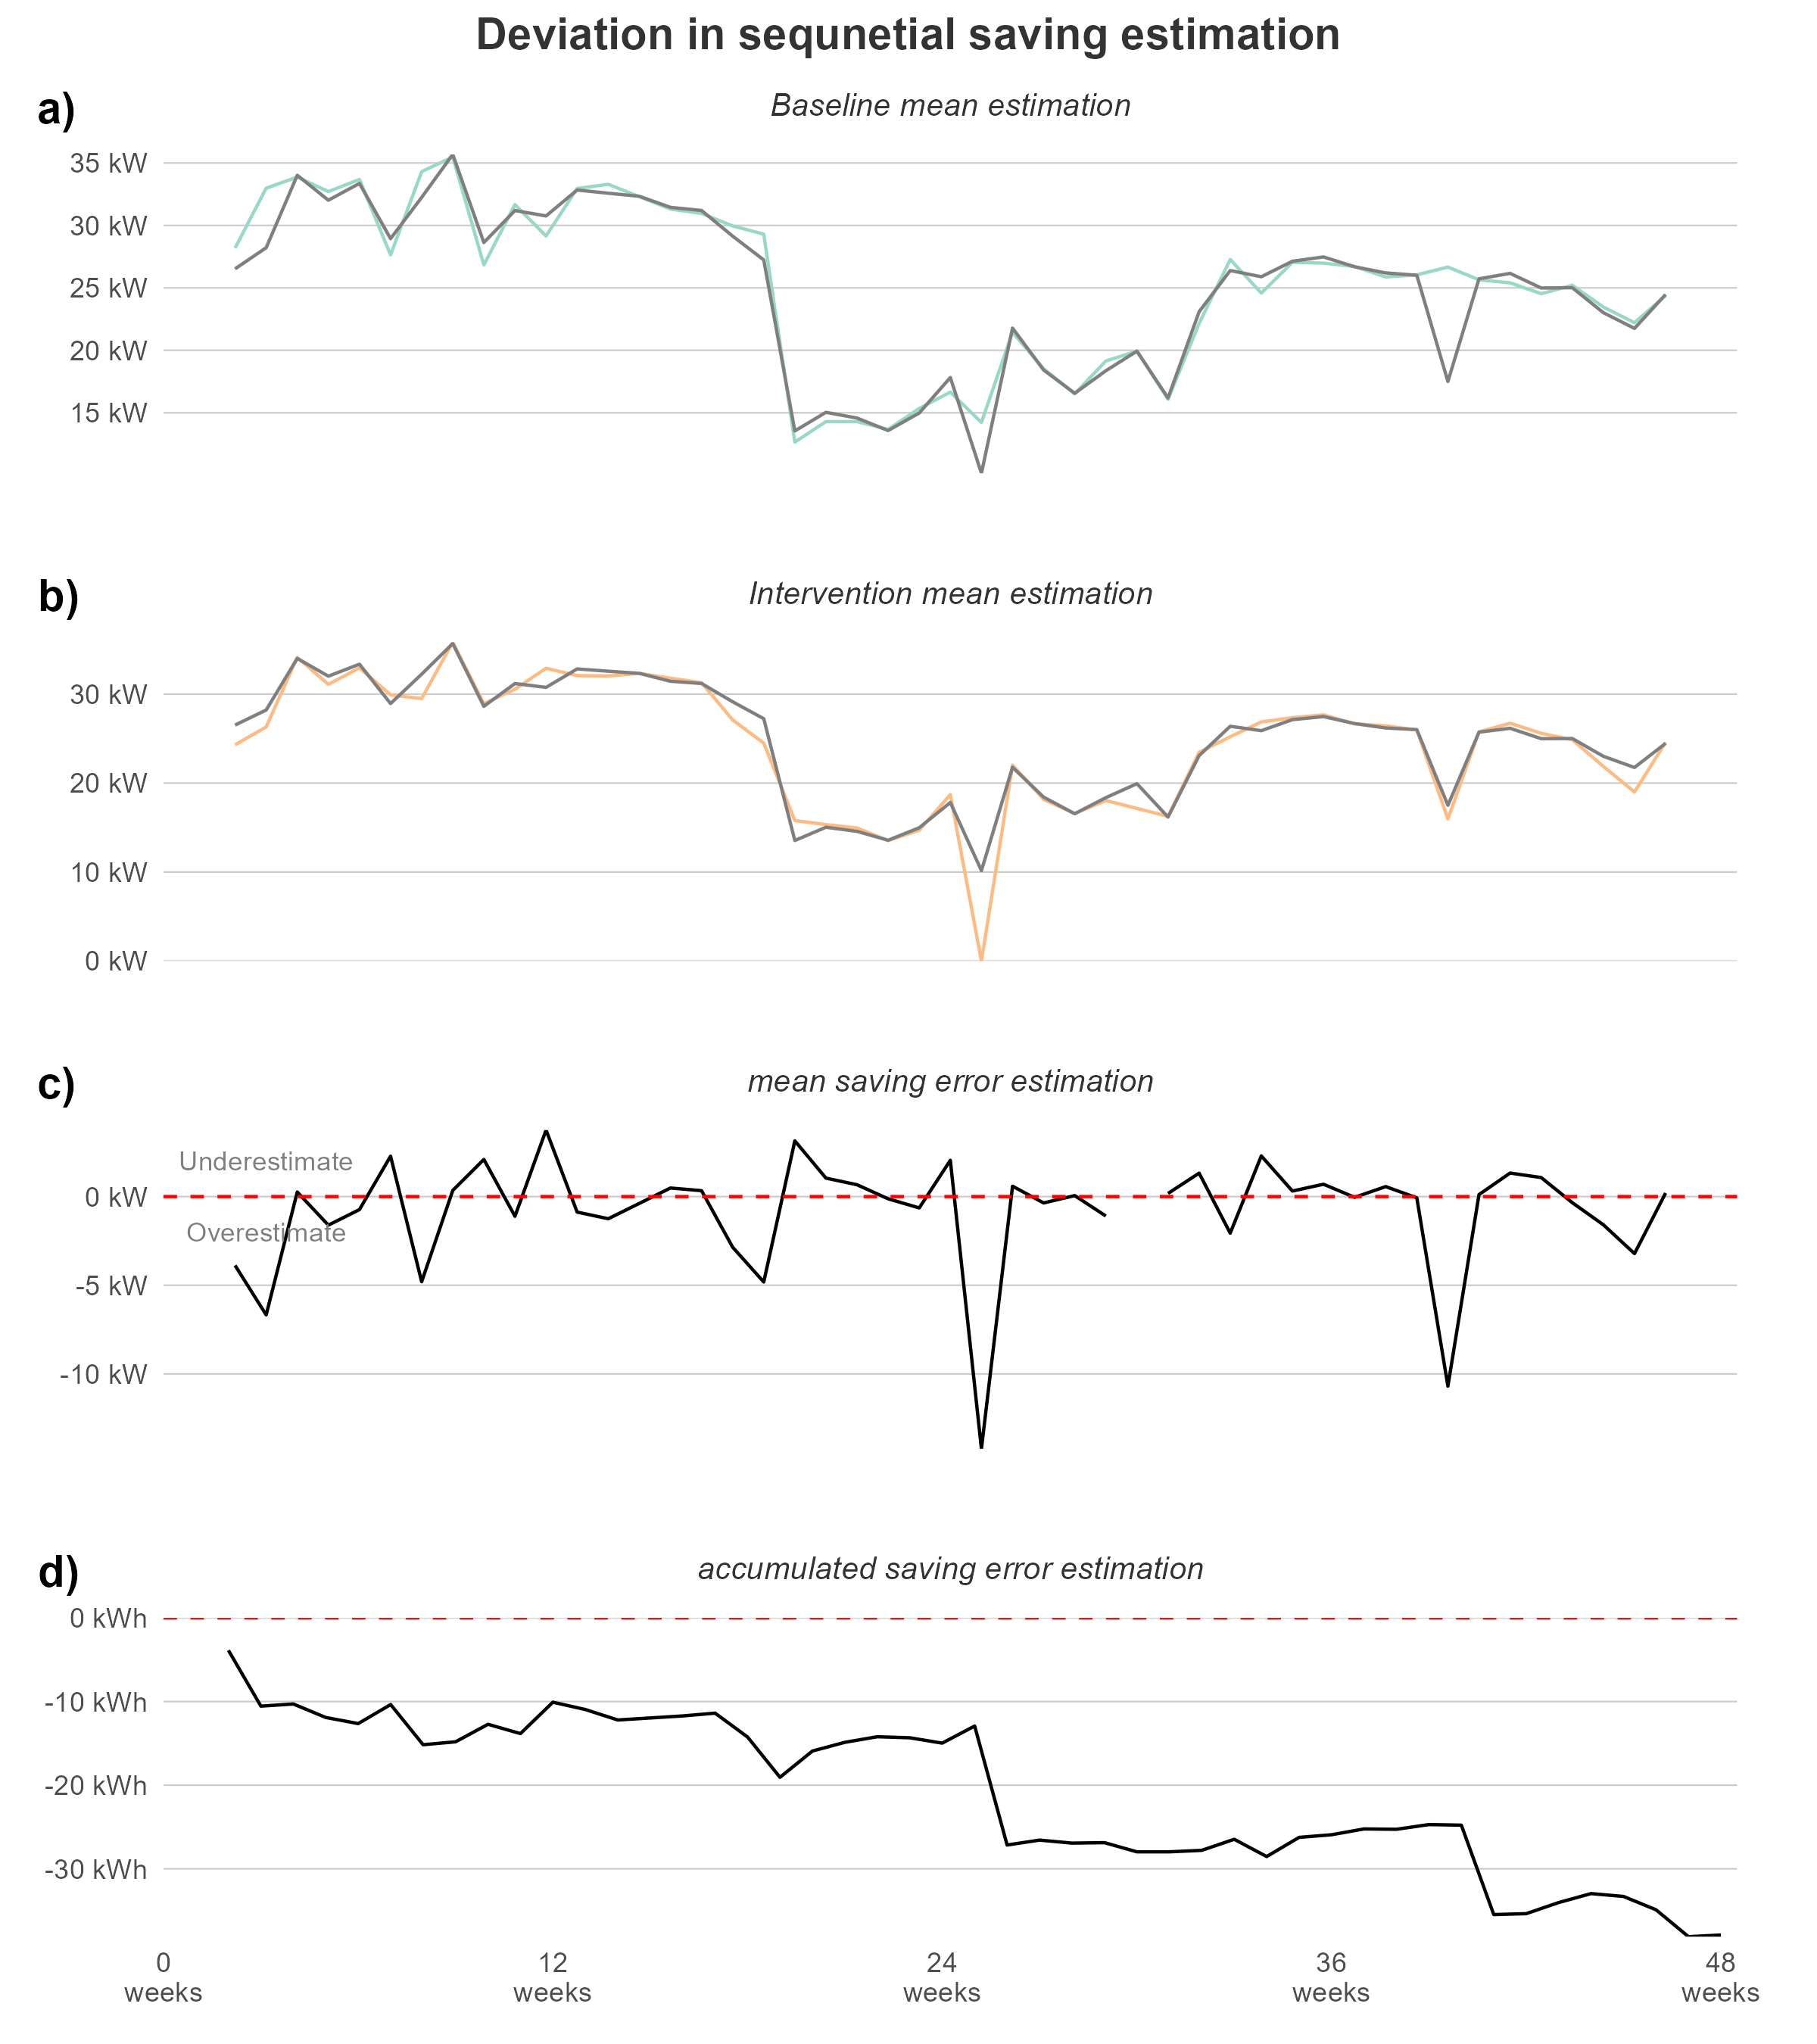 Deviation in sequnetial saving estimation
a)
Baseline mean estimation
35 kW
30 kW
25 kW
20 kW
15 kW
b)
Intervention mean estimation
30 kW
20 kW
10 kW
0 kW
c)
mean saving error estimation
Underestimate
0 kW
Overestimate
-5 kW
-10 kW
d)
accumulated saving error estimation
0 kWh
-10 kWh
-20 kWh
-30 kWh
0
weeks
12
weeks
24
weeks
36
weeks
48
weeks